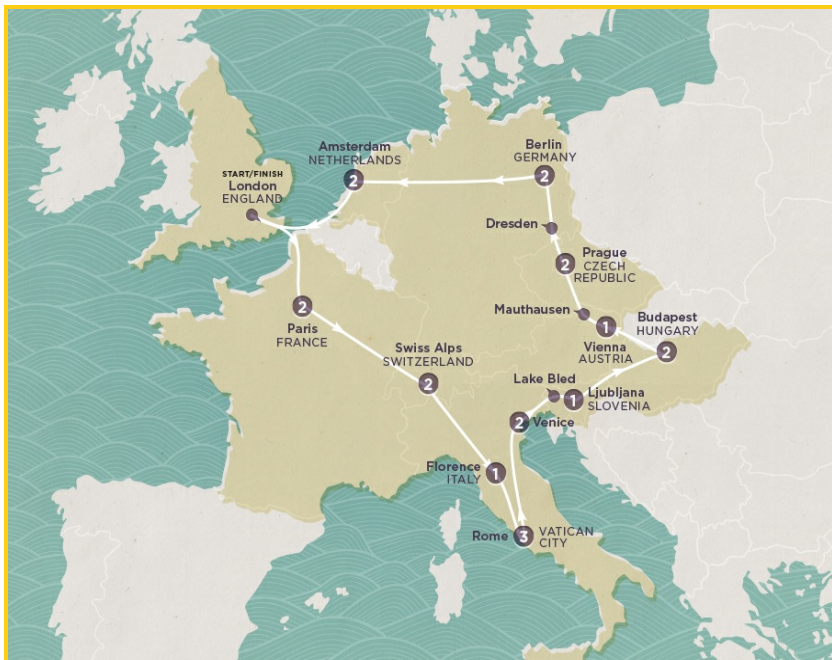 Amsterdam
NETHERLANDS
2
Berlin
GERMANY
2
START/FINISH
London
ENGLAND
Dresden
Prague
CZECH
REPUBLIC
2
Mauthausen
1
Vienna
AUSTRIA
Budapest
HUNGARY
2
2
Paris
FRANCE
Swiss Alps
SWITZERLAND
2
Lake Bled
Ljubljana
SLOVENIA
1
2 Venice
Florence
ITALY
1
Rome 3 VATICAN
CITY